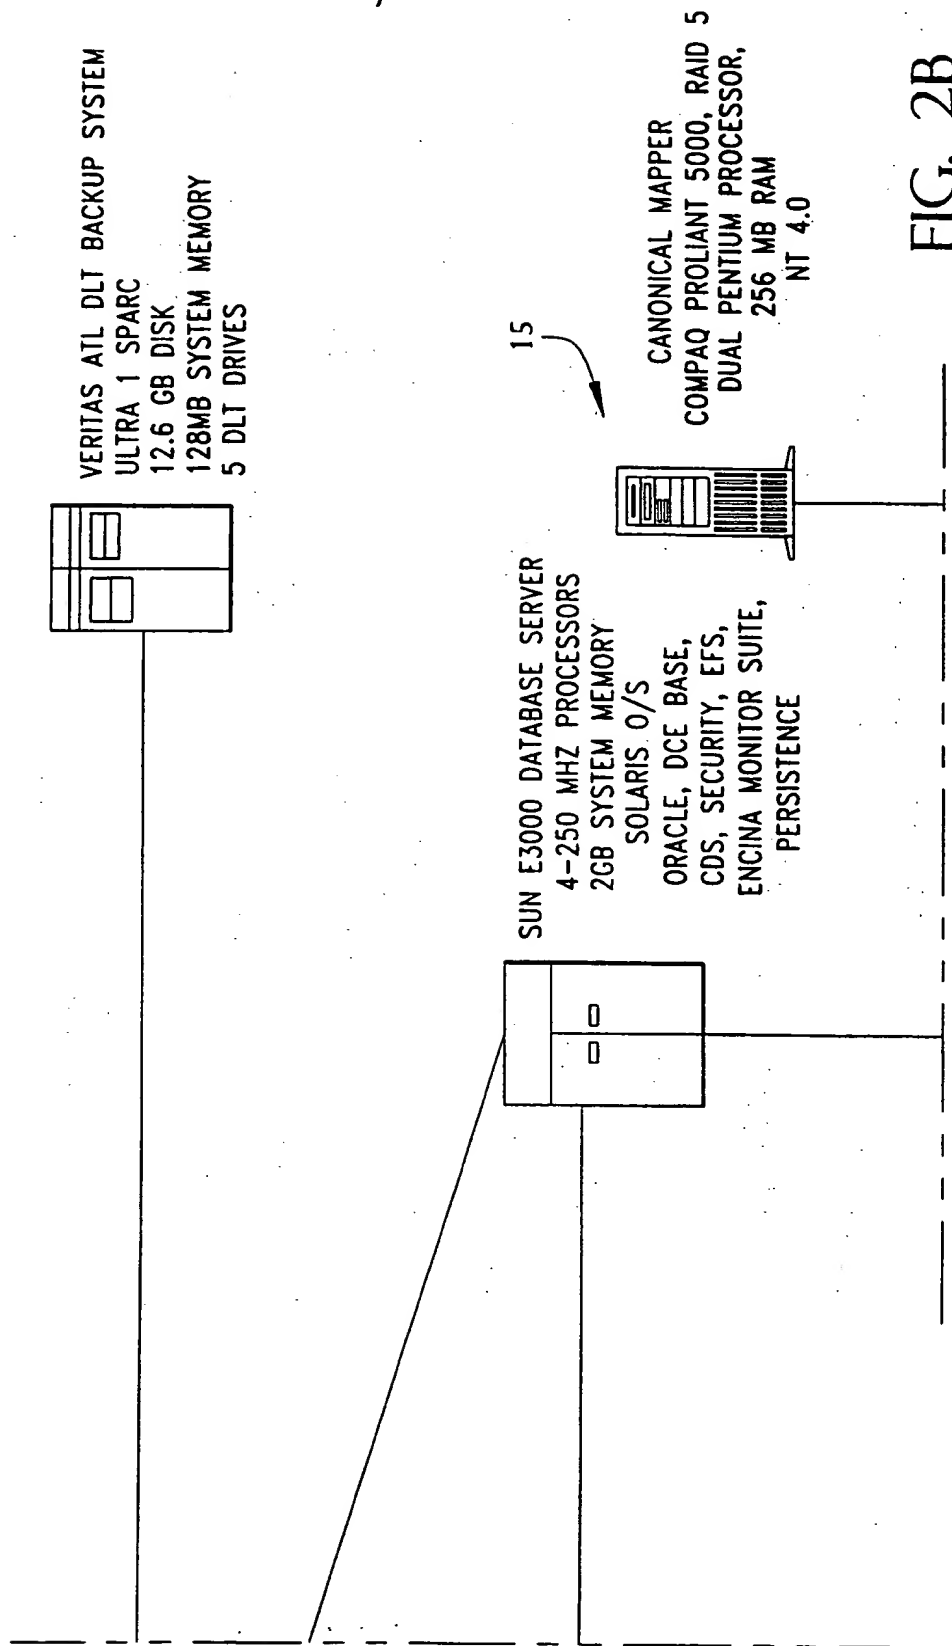 VERITAS ATL DLT BACKUP SYSTEM
ULTRA 1 SPARC
12.6 GB DISK
128MB SYSTEM MEMORY
5 DLT DRIVES
SUN E3000 DATABASE SERVER
4-250 MHZ PROCESSORS
2GB SYSTEM MEMORY
SOLARIS O/S
ORACLE, DCE BASE,
CDS, SECURITY, EFS,
ENCINA MONITOR SUITE,
PERSISTENCE
15
CANONICAL MAPPER
COMPAQ PROLIANT 5000, RAID 5
DUAL PENTIUM PROCESSOR,
256 MB RAM
NT 4.0
FIG. 2B